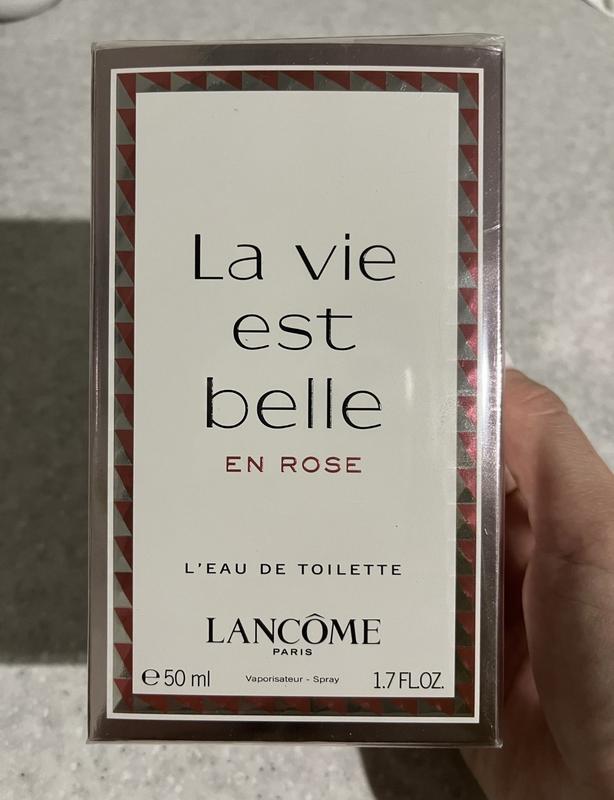 La vie
est
belle
EN ROSE
L'EAU DE TOILETTE
LANCÔME
PARIS
℮50 ml Vaporisateur - Spray 1.7 FL.OZ.